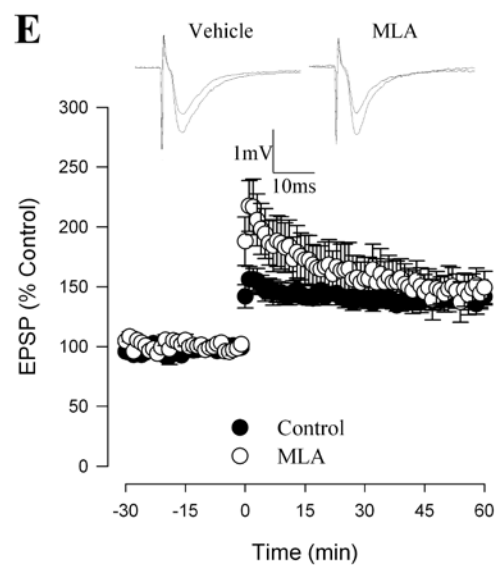 E
Vehicle MLA
1mV
10ms
300
250
200
150
100
50
0
EPSP (% Control)
Control
MLA
-30 -15 0 15 30 45 60
Time (min)